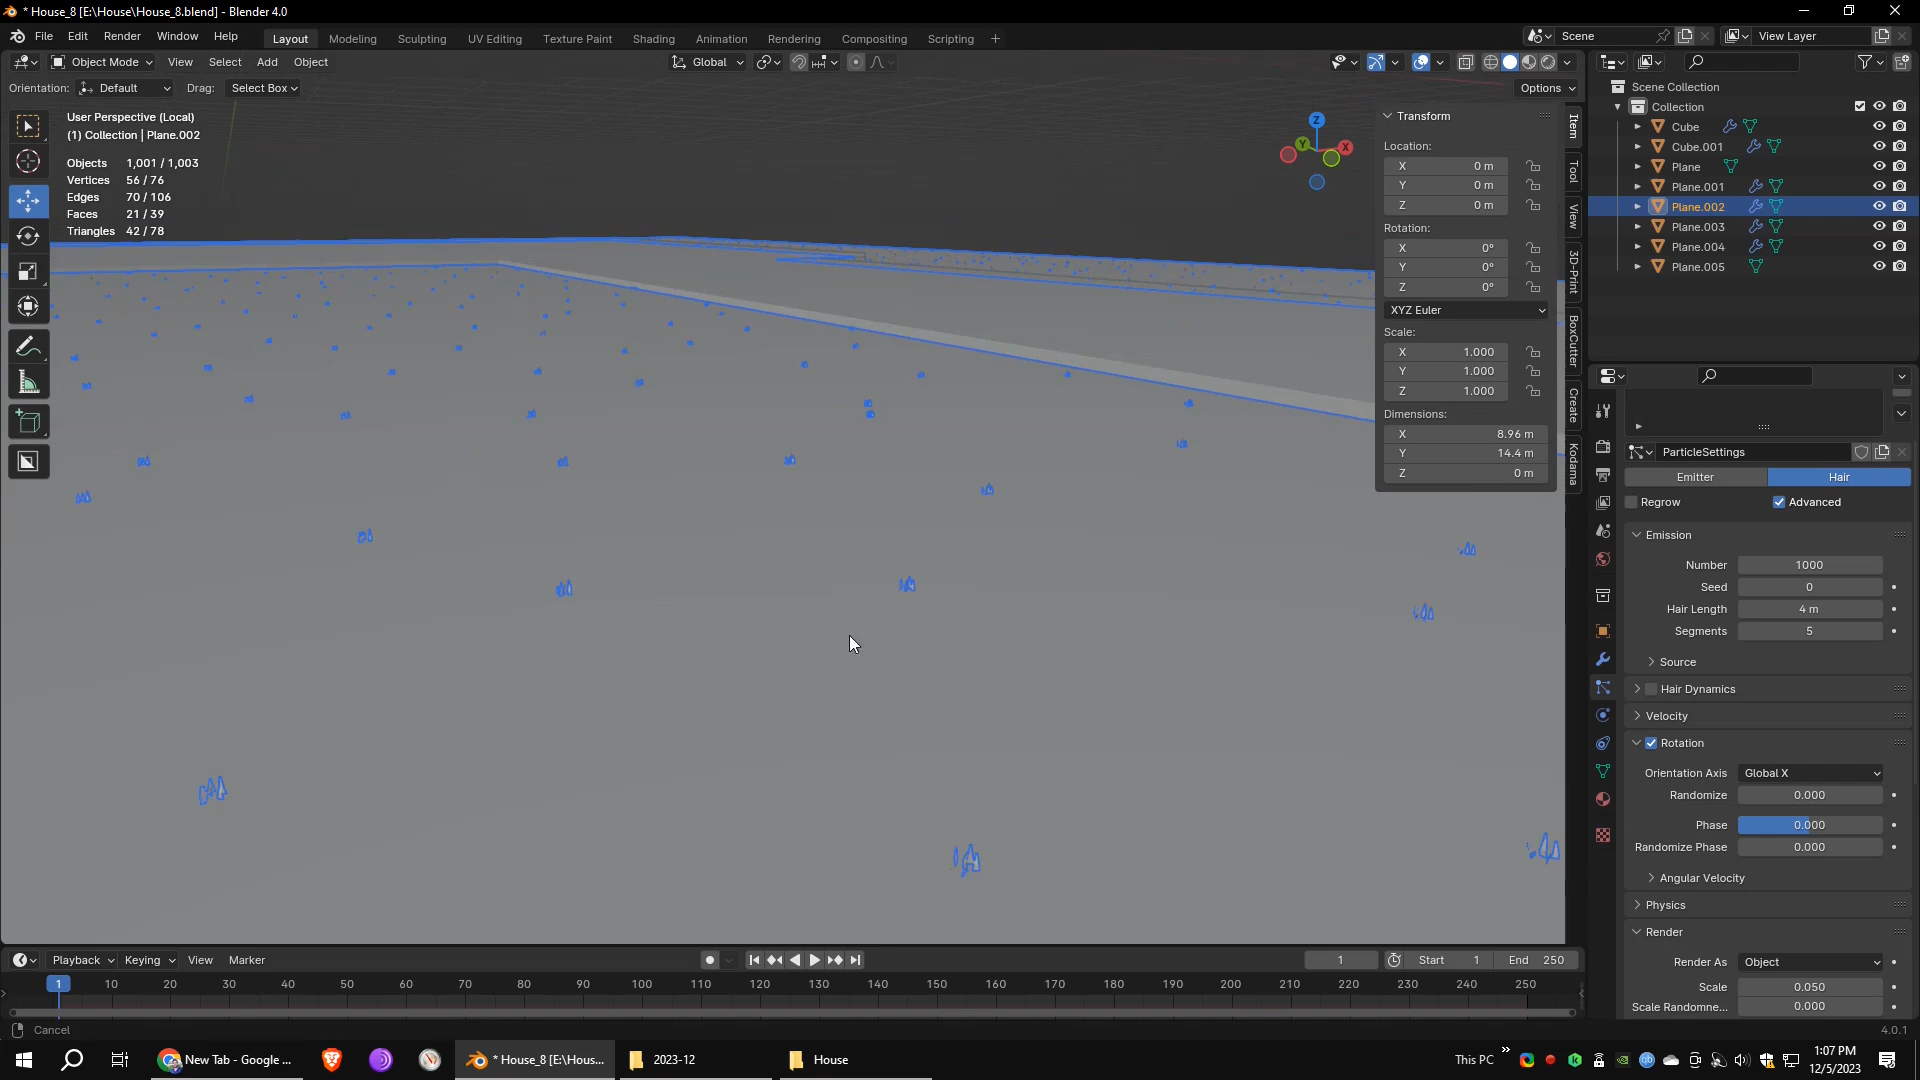 * House_8 [E:\House\House_8.blend] - Blender 4.0
File Edit Render Window Help Layout Modeling Sculpting UV Editing Texture Paint Shading Animation Rendering Compositing Scripting + Scene View Layer
Object Mode View Select Add Object Global
Orientation: Default Drag: Select Box Options
User Perspective (Local)
(1) Collection | Plane.002
Objects 1,001 / 1,003
Vertices 56 / 76
Edges 70 / 106
Faces 21 / 39
Triangles 42 / 78
Z
Y
X
Transform
Location:
X 0 m
Y 0 m
Z 0 m
Rotation:
X 0°
Y 0°
Z 0°
XYZ Euler
Scale:
X 1.000
Y 1.000
Z 1.000
Dimensions:
X 8.96 m
Y 14.4 m
Z 0 m
Item
Tool
View
3D-Print
BoxCutter
Create
Kodama
Scene Collection
Collection
Cube
Cube.001
Plane
Plane.001
Plane.002
Plane.003
Plane.004
Plane.005
ParticleSettings
Emitter Hair
Regrow Advanced
Emission
Number 1000
Seed 0
Hair Length 4 m
Segments 5
Source
Hair Dynamics
Velocity
Rotation
Orientation Axis Global X
Randomize 0.000
Phase 0.000
Randomize Phase 0.000
Angular Velocity
Physics
Render
Render As Object
Scale 0.050
Scale Randomne... 0.000
Playback Keying View Marker 1 Start 1 End 250
1 10 20 30 40 50 60 70 80 90 100 110 120 130 140 150 160 170 180 190 200 210 220 230 240 250
Cancel 4.0.1
New Tab - Google ... * House_8 [E:\Hous... 2023-12 House This PC » 1:07 PM
12/5/2023